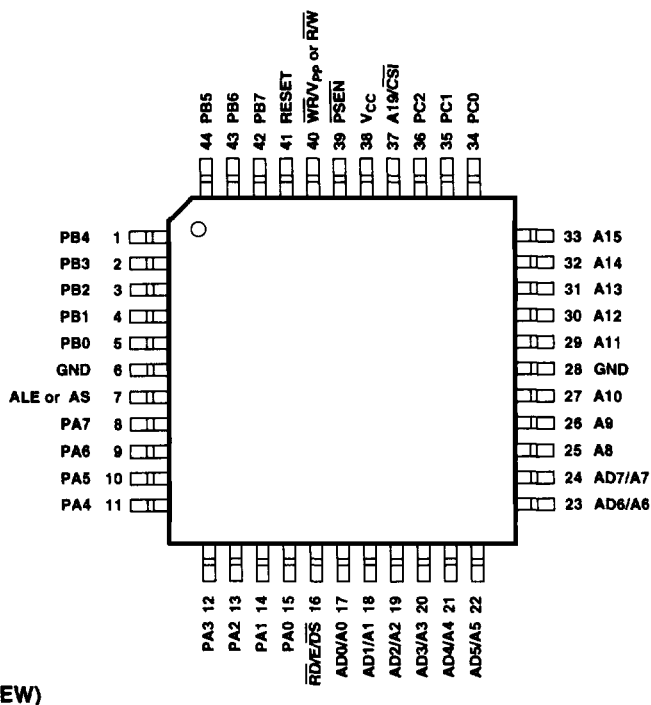 44 PB5
43 PB6
42 PB7
41 RESET
40 W̅R̅/VPP or R̅/W̅
39 P̅S̅E̅N̅
38 VCC
37 A19/C̅S̅I̅
36 PC2
35 PC1
34 PC0
PB4 1
PB3 2
PB2 3
PB1 4
PB0 5
GND 6
ALE or AS 7
PA7 8
PA6 9
PA5 10
PA4 11
33 A15
32 A14
31 A13
30 A12
29 A11
28 GND
27 A10
26 A9
25 A8
24 AD7/A7
23 AD6/A6
PA3 12
PA2 13
PA1 14
PA0 15
R̅D̅/E/D̅S̅ 16
AD0/A0 17
AD1/A1 18
AD2/A2 19
AD3/A3 20
AD4/A4 21
AD5/A5 22
EW)